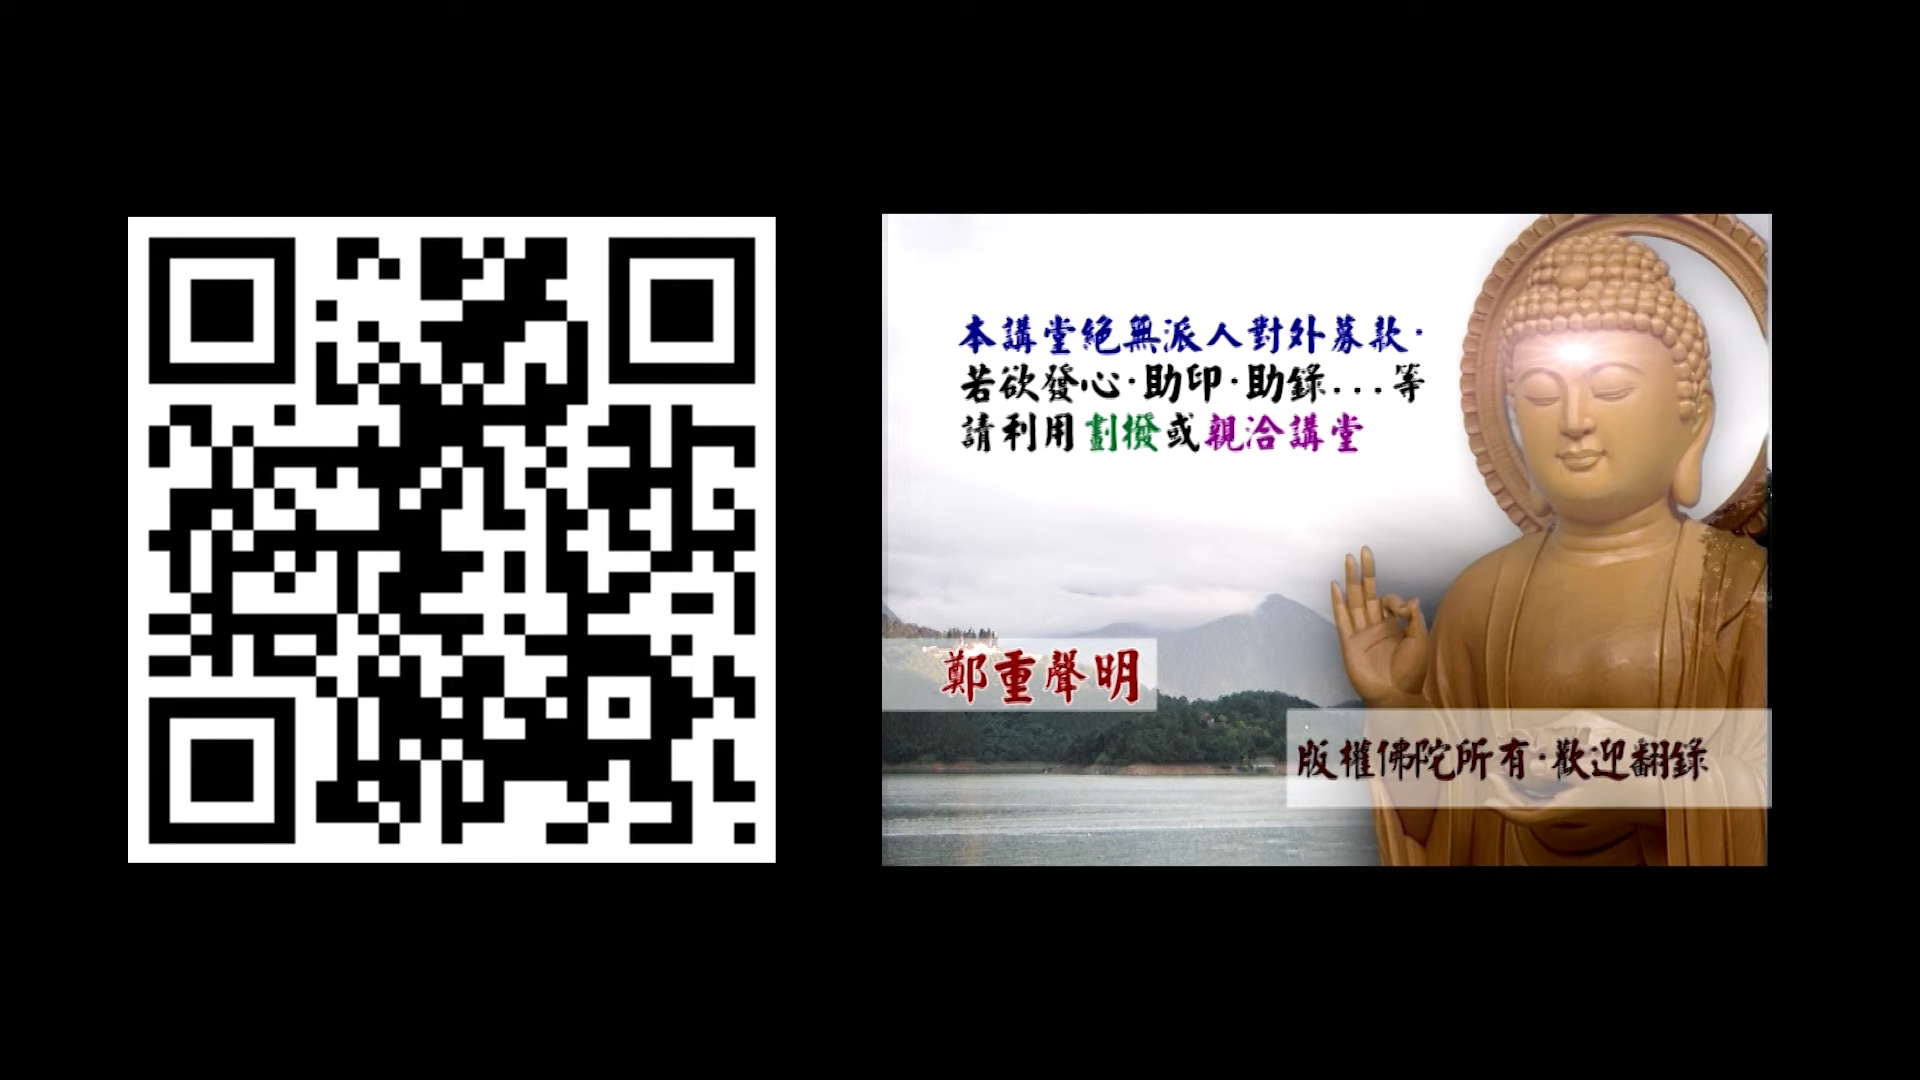 本講堂絕無派人對外募款．
若欲發心．助印．助錄...等
請利用劃撥或親洽講堂
鄭重聲明
版權佛陀所有．歡迎翻錄